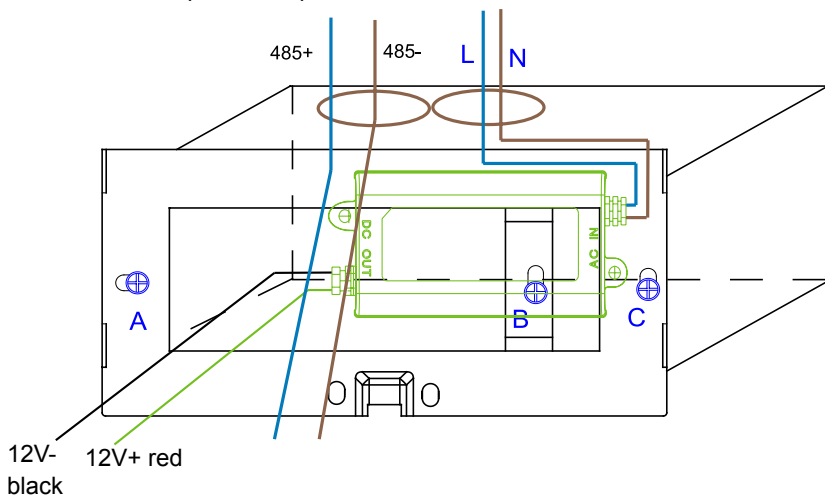 485+ 485- L N
DC OUT
AC IN
A B C
12V- 12V+ red
black